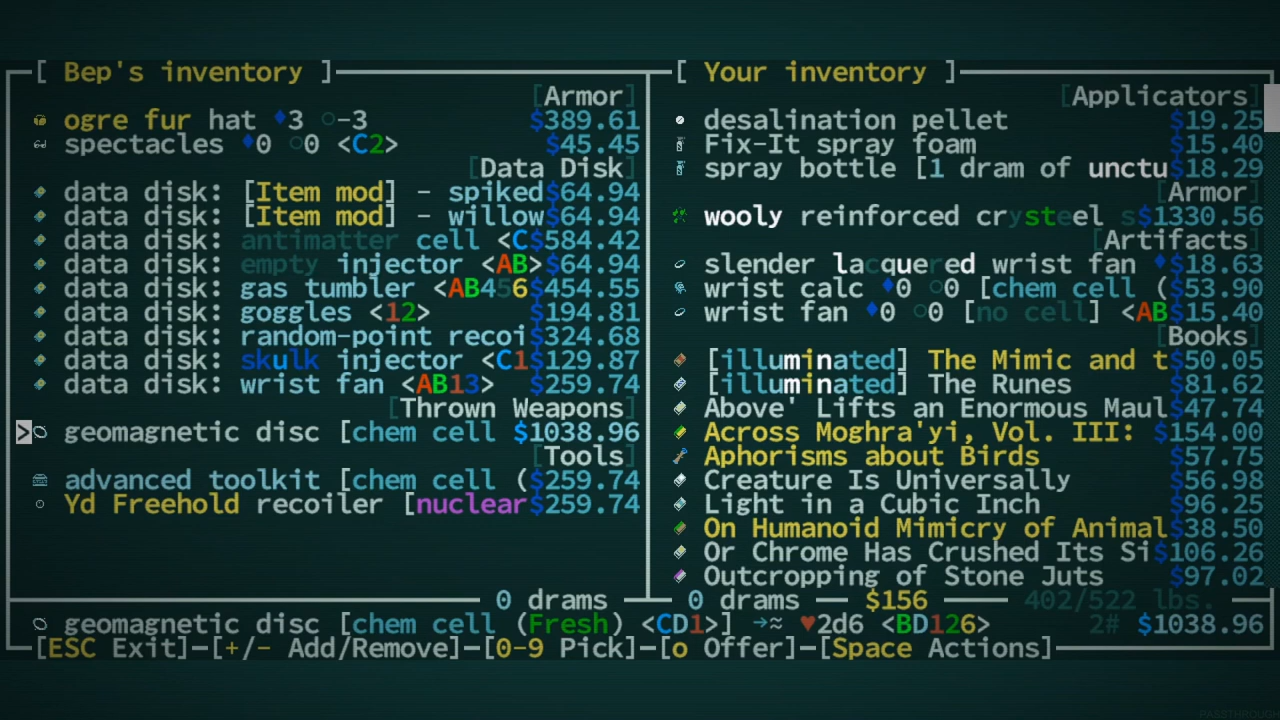 [ Bep's inventory ]
[Armor]
ogre fur hat ♦3 ○-3 $389.61
spectacles ♦0 ○0 <C2> $45.45
[Data Disk]
data disk: [Item mod] - spiked $64.94
data disk: [Item mod] - willow $64.94
data disk: antimatter cell <C $584.42
data disk: empty injector <AB> $64.94
data disk: gas tumbler <AB456 $454.55
data disk: goggles <12> $194.81
data disk: random-point recoi $324.68
data disk: skulk injector <C1 $129.87
data disk: wrist fan <AB13> $259.74
[Thrown Weapons]
> geomagnetic disc [chem cell $1038.96
[Tools]
advanced toolkit [chem cell ( $259.74
Yd Freehold recoiler [nuclear $259.74
0 drams
[ Your inventory ]
[Applicators]
desalination pellet $19.25
Fix-It spray foam $15.40
spray bottle [1 dram of unctu $18.29
[Armor]
wooly reinforced crysteel s $1330.56
[Artifacts]
slender lacquered wrist fan ♦ $18.63
wrist calc ♦0 ○0 [chem cell ( $53.90
wrist fan ♦0 ○0 [no cell] <AB $15.40
[Books]
[illuminated] The Mimic and t $50.05
[illuminated] The Runes $81.62
Above' Lifts an Enormous Maul $47.74
Across Moghra'yi, Vol. III: $154.00
Aphorisms about Birds $57.75
Creature Is Universally $56.98
Light in a Cubic Inch $96.25
On Humanoid Mimicry of Animal $38.50
Or Chrome Has Crushed Its Si $106.26
Outcropping of Stone Juts $97.02
0 drams $156 402/522 lbs.
geomagnetic disc [chem cell (Fresh) <CD1>] →≈ ♥2d6 <BD126> 2# $1038.96
[ESC Exit]-[+/- Add/Remove]-[0-9 Pick]-[o Offer]-[Space Actions]